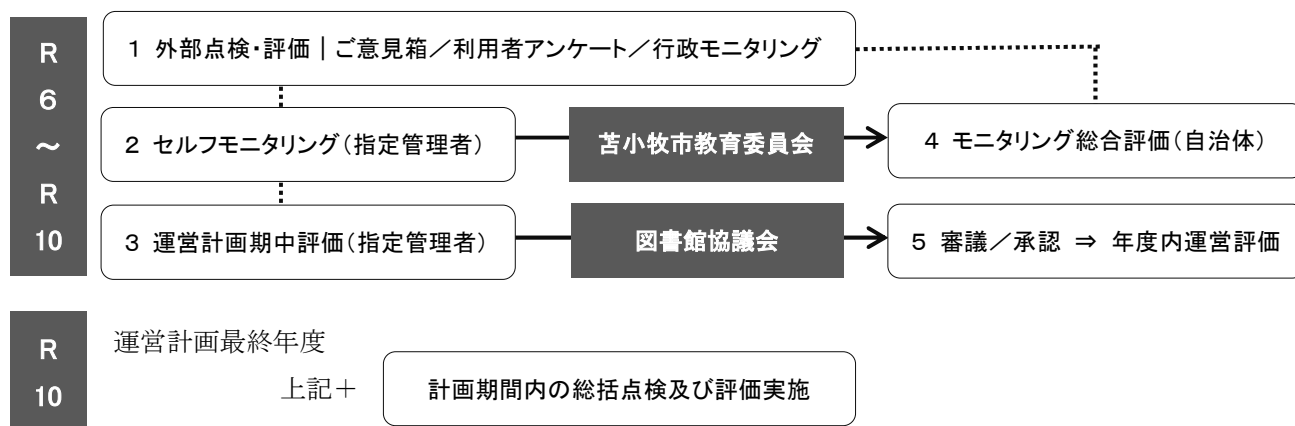 R
6
～
R
10
1 外部点検・評価｜ご意見箱／利用者アンケート／行政モニタリング
2 セルフモニタリング（指定管理者）
苫小牧市教育委員会
4 モニタリング総合評価（自治体）
3 運営計画期中評価（指定管理者）
図書館協議会
5 審議／承認 ⇒ 年度内運営評価
R
10
運営計画最終年度
上記＋
計画期間内の総括点検及び評価実施